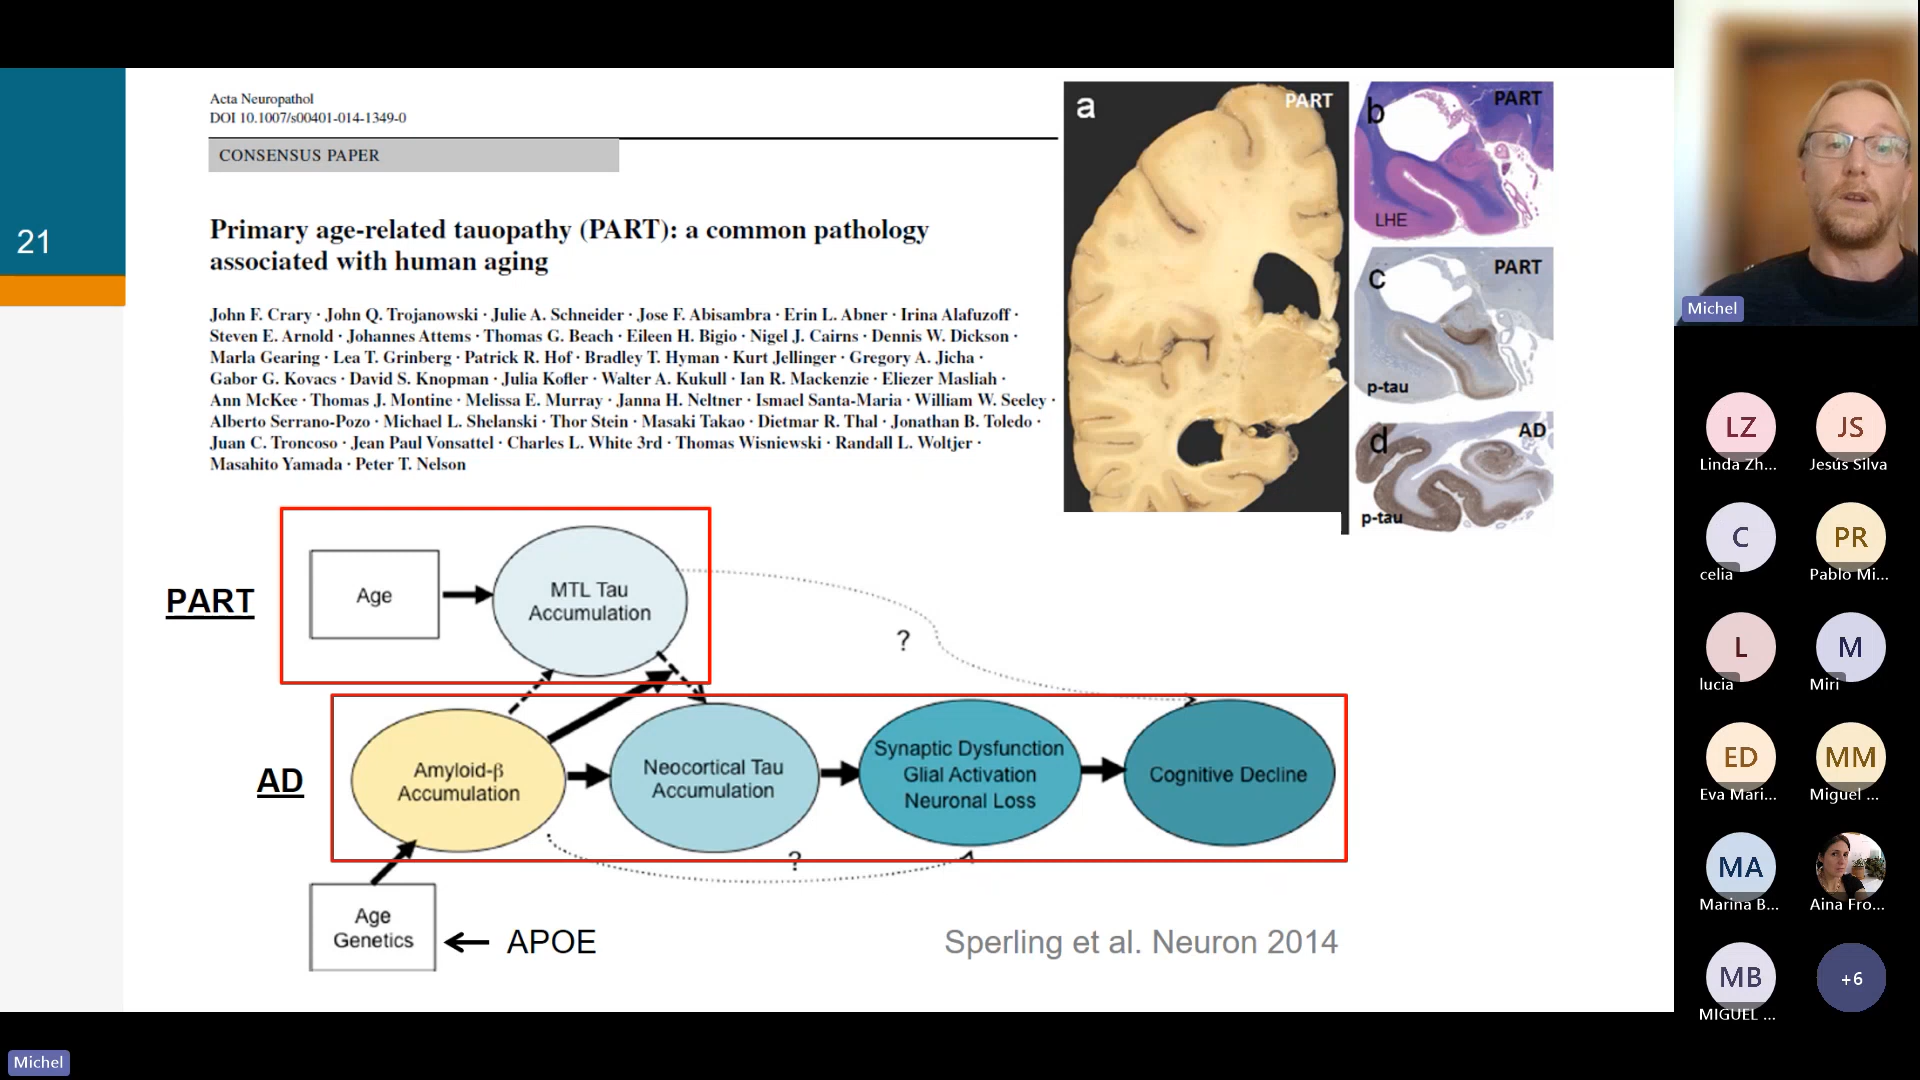 21
Acta Neuropathol
DOI 10.1007/s00401-014-1349-0
CONSENSUS PAPER
Primary age-related tauopathy (PART): a common pathology
associated with human aging
John F. Crary · John Q. Trojanowski · Julie A. Schneider · Jose F. Abisambra · Erin L. Abner · Irina Alafuzoff ·
Steven E. Arnold · Johannes Attems · Thomas G. Beach · Eileen H. Bigio · Nigel J. Cairns · Dennis W. Dickson ·
Marla Gearing · Lea T. Grinberg · Patrick R. Hof · Bradley T. Hyman · Kurt Jellinger · Gregory A. Jicha ·
Gabor G. Kovacs · David S. Knopman · Julia Kofler · Walter A. Kukull · Ian R. Mackenzie · Eliezer Masliah ·
Ann McKee · Thomas J. Montine · Melissa E. Murray · Janna H. Neltner · Ismael Santa-Maria · William W. Seeley ·
Alberto Serrano-Pozo · Michael L. Shelanski · Thor Stein · Masaki Takao · Dietmar R. Thal · Jonathan B. Toledo ·
Juan C. Troncoso · Jean Paul Vonsattel · Charles L. White 3rd · Thomas Wisniewski · Randall L. Woltjer ·
Masahito Yamada · Peter T. Nelson
a
PART
b
PART
LHE
c
PART
p-tau
d
AD
p-tau
PART
Age
MTL Tau
Accumulation
?
AD
Amyloid-β
Accumulation
Neocortical Tau
Accumulation
Synaptic Dysfunction
Glial Activation
Neuronal Loss
Cognitive Decline
?
Age
Genetics
APOE
Sperling et al. Neuron 2014
Michel
LZ
Linda Zh...
JS
Jesús Silva
C
celia
PR
Pablo Mi...
L
lucia
M
Miri
ED
Eva Mari...
MM
Miguel ...
MA
Marina B...
Aina Fro...
MB
MIGUEL ...
+6
Michel